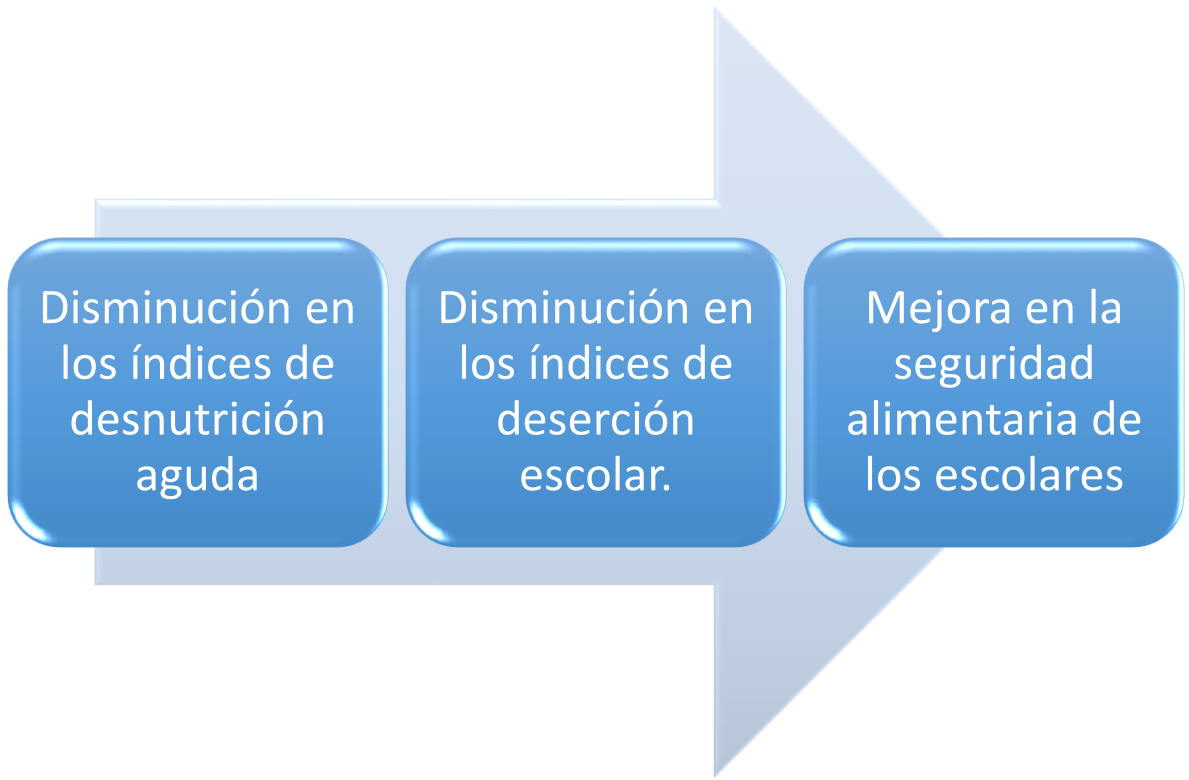 Disminución en
los índices de
desnutrición
aguda
Disminución en
los índices de
deserción
escolar.
Mejora en la
seguridad
alimentaria de
los escolares